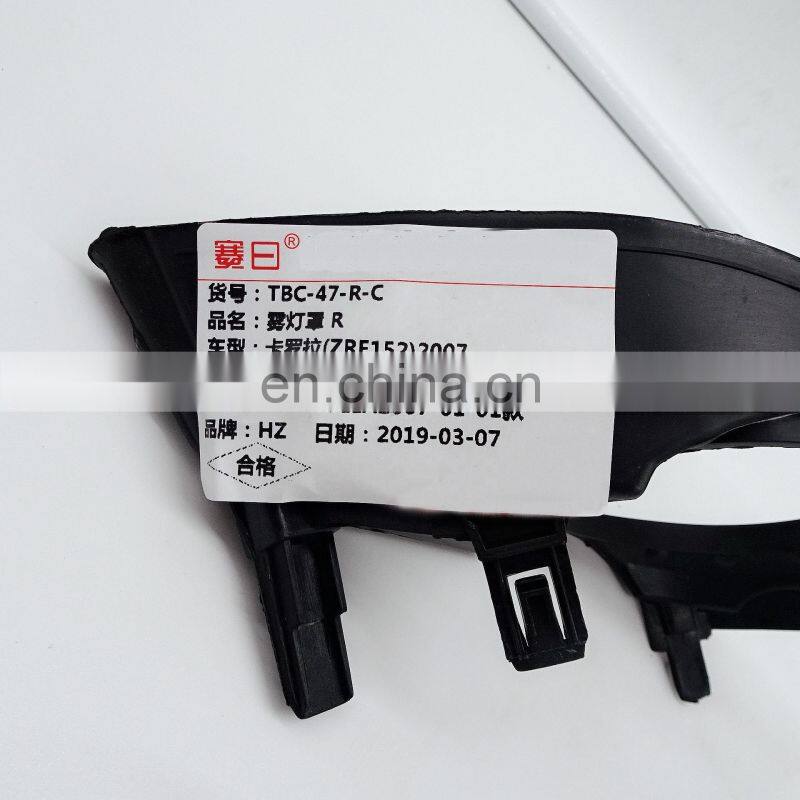 赛日®
货号：TBC-47-R-C
品名：雾灯罩 R
车型：卡罗拉(ZRE152)2007
en.china.cn
品牌：HZ 日期：2019-03-07
合格